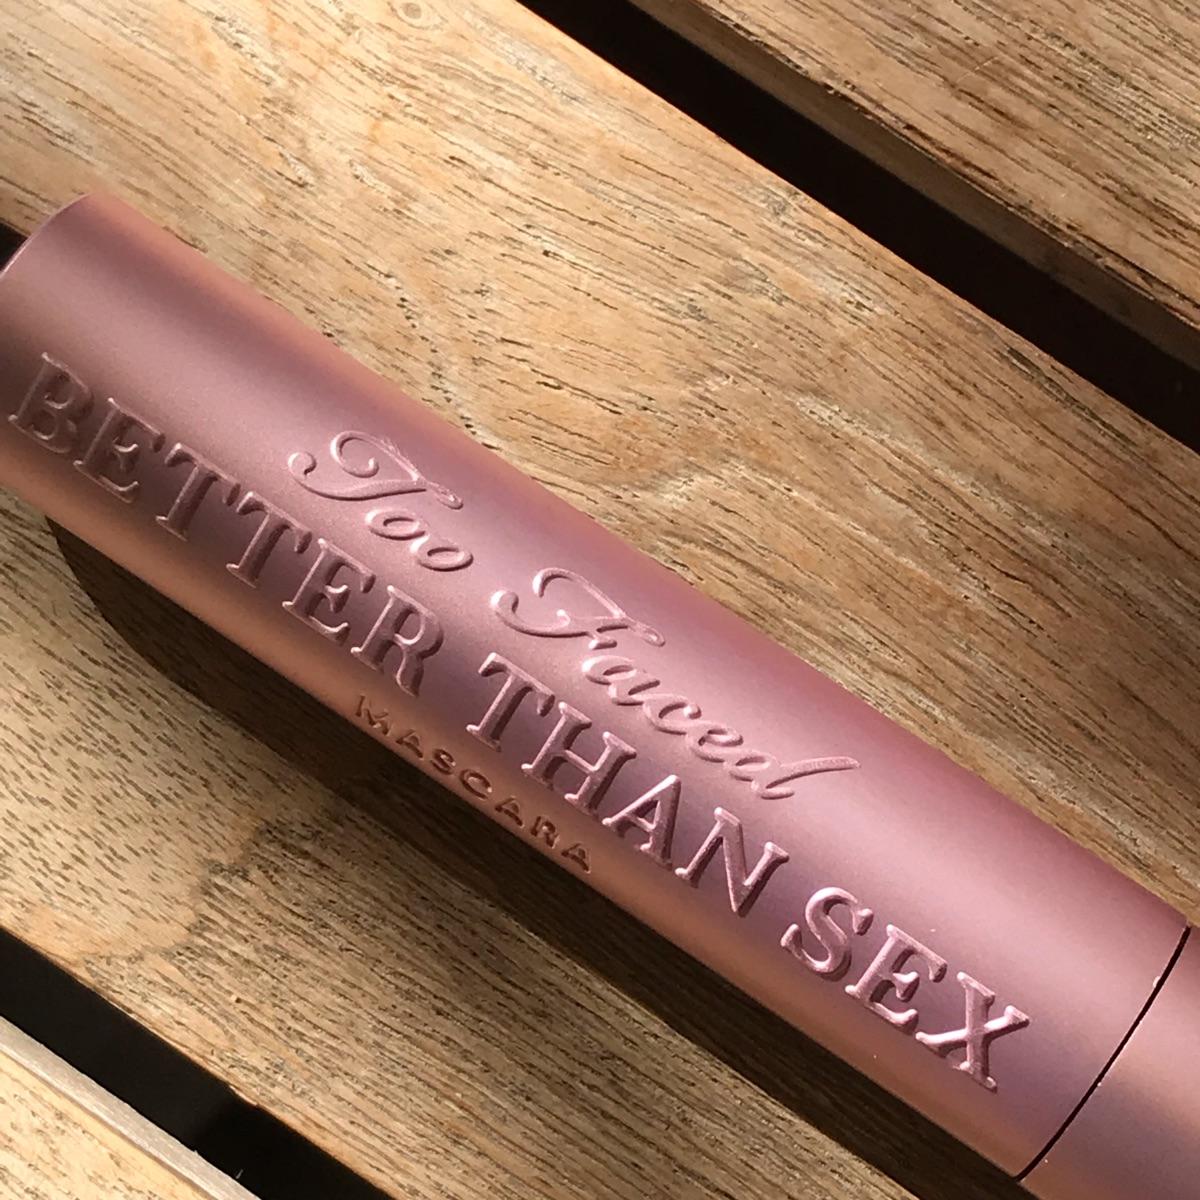 Too Faced
BETTER THAN SEX
MASCARA